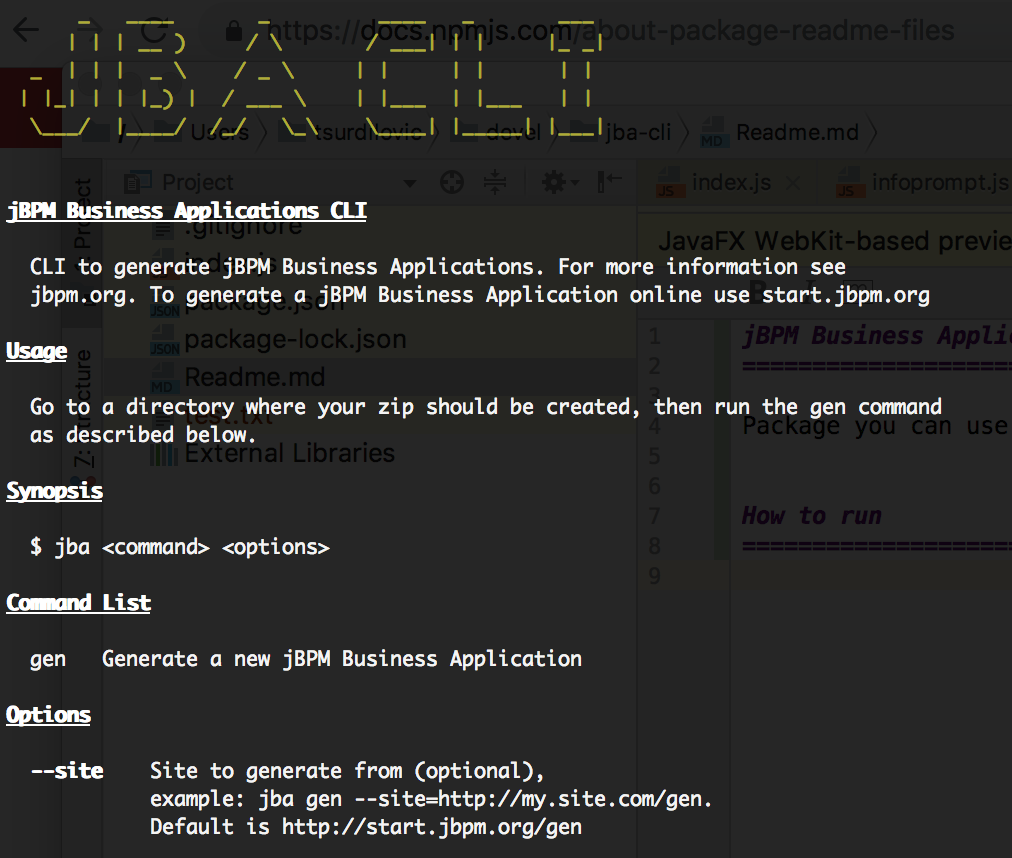 https://docs.npmjs.com/about-package-readme-files
JBA CLI
Users
tsurdilovic
devel
jba-cli
Readme.md
Project
index.js
infoprompt.js
jBPM Business Applications CLI
.gitignore
JavaFX WebKit-based previe
CLI to generate jBPM Business Applications. For more information see
index.js
jbpm.org. To generate a jBPM Business Application online use start.jbpm.org
package.json
1 jBPM Business Appli
package-lock.json
Usage
2 ======================
Readme.md
3
Go to a directory where your zip should be created, then run the gen command
test.txt
4 Package you can use
as described below.
External Libraries
5
7: Structure
Synopsis
6
7 How to run
$ jba <command> <options>
8 ======================
9
Command List
gen Generate a new jBPM Business Application
Options
--site Site to generate from (optional),
example: jba gen --site=http://my.site.com/gen.
Default is http://start.jbpm.org/gen